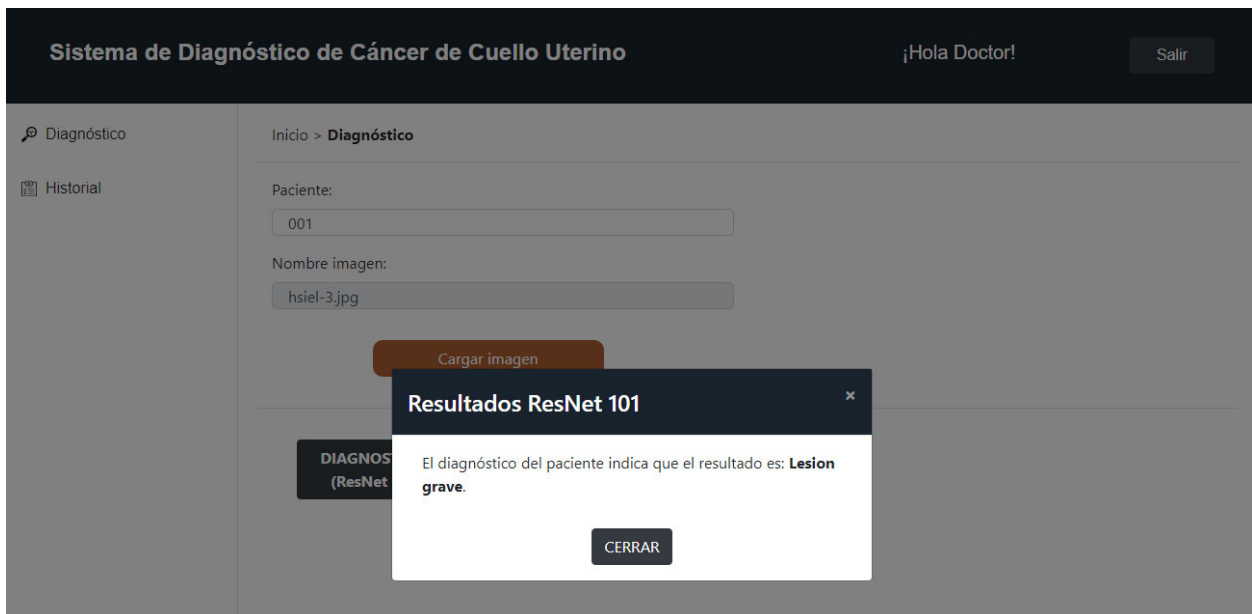 Sistema de Diagnóstico de Cáncer de Cuello Uterino
¡Hola Doctor!
Salir
Diagnóstico
Historial
Inicio > Diagnóstico
Paciente:
001
Nombre imagen:
hsiel-3.jpg
Cargar imagen
DIAGNOS
(ResNet
Resultados ResNet 101
×
El diagnóstico del paciente indica que el resultado es: Lesion
grave.
CERRAR